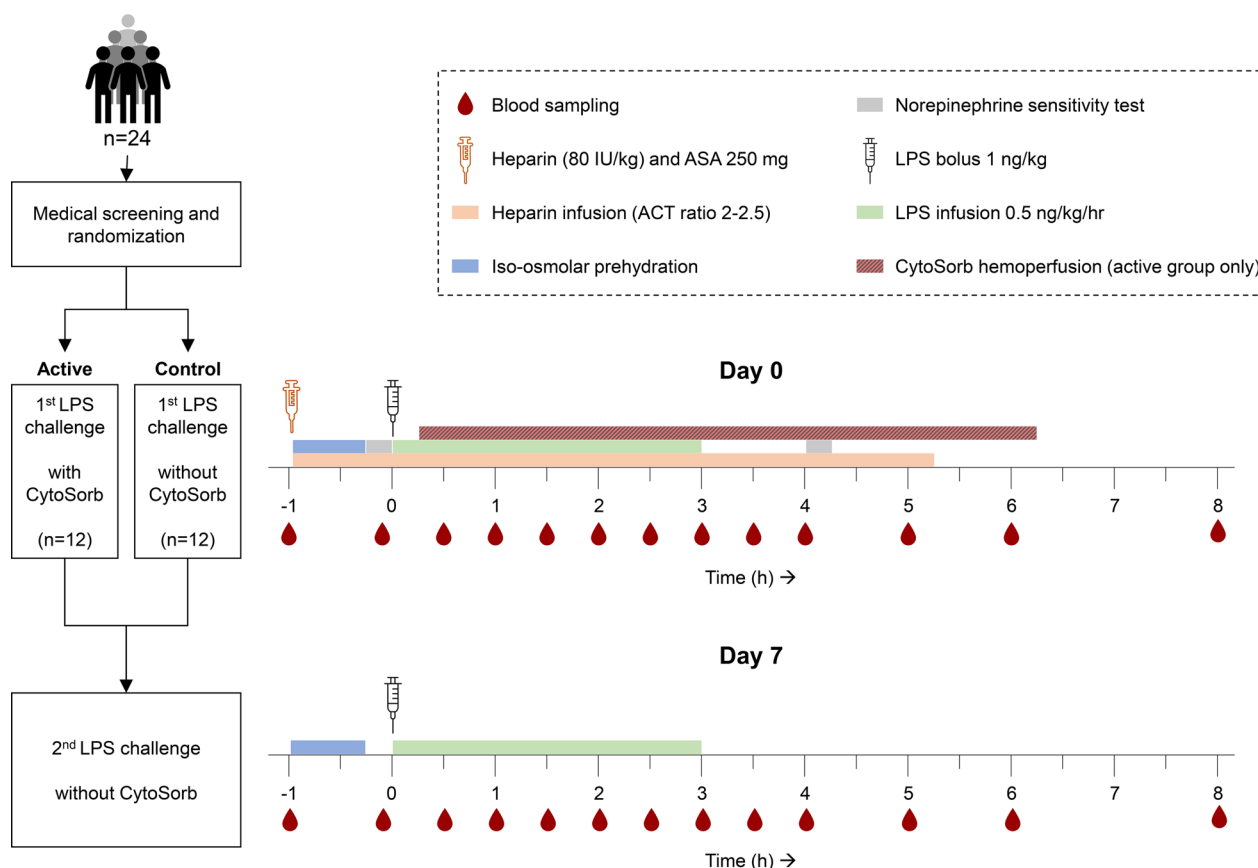 n=24
Medical screening and
randomization
Active
1st LPS
challenge
with
CytoSorb
(n=12)
Control
1st LPS
challenge
without
CytoSorb
(n=12)
2nd LPS challenge
without CytoSorb
Blood sampling
Heparin (80 IU/kg) and ASA 250 mg
Heparin infusion (ACT ratio 2-2.5)
Iso-osmolar prehydration
Norepinephrine sensitivity test
LPS bolus 1 ng/kg
LPS infusion 0.5 ng/kg/hr
CytoSorb hemoperfusion (active group only)
Day 0
-1 0 1 2 3 4 5 6 7 8
Time (h) →
Day 7
-1 0 1 2 3 4 5 6 7 8
Time (h) →